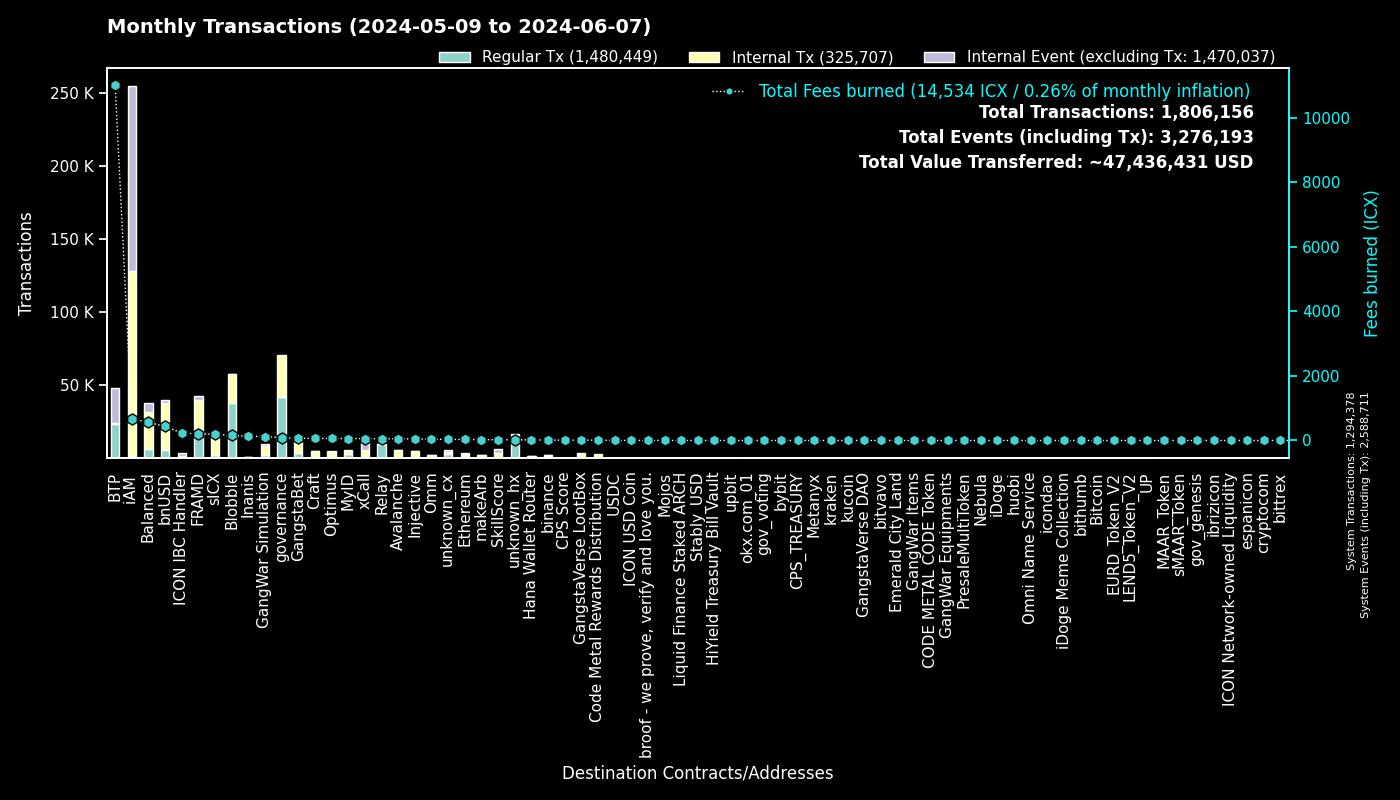 Monthly Transactions (2024-05-09 to 2024-06-07)
Regular Tx (1,480,449)
Internal Tx (325,707)
Internal Event (excluding Tx: 1,470,037)
Total Fees burned (14,534 ICX / 0.26% of monthly inflation)
Total Transactions: 1,806,156
Total Events (including Tx): 3,276,193
Total Value Transferred: ~47,436,431 USD
Transactions
250 K
200 K
150 K
100 K
50 K
10000
8000
6000
4000
2000
0
Fees burned (ICX)
System Transactions: 1,294,378
System Events (including Tx): 2,588,711
BTP
iAM
Balanced
bnUSD
ICON IBC Handler
FRAMD
sICX
Blobble
Inanis
GangWar Simulation
governance
GangstaBet
Craft
Optimus
MyID
xCall
Relay
Avalanche
Injective
Omm
unknown_cx
Ethereum
makeArb
SkillScore
unknown_hx
Hana Wallet Router
binance
CPS Score
GangstaVerse LootBox
Code Metal Rewards Distribution
USDC
ICON USD Coin
broof - we prove, verify and love you.
Mojos
Liquid Finance Staked ARCH
Stably_USD
HiYield Treasury Bill Vault
upbit
okx.com_01
gov_voting
bybit
CPS_TREASURY
Metanyx
kraken
kucoin
GangstaVerse DAO
bitvavo
Emerald City Land
GangWar Items
CODE METAL CODE Token
GangWar Equipments
PresaleMultiToken
Nebula
iDoge
huobi
Omni Name Service
icondao
iDoge Meme Collection
bithumb
Bitcoin
EURD_Token_V2
LEND5_Token_V2
_UP
MAAR_Token
sMAAR_Token
gov_genesis
ibrizicon
ICON Network-owned Liquidity
espanicon
cryptocom
bittrex
Destination Contracts/Addresses